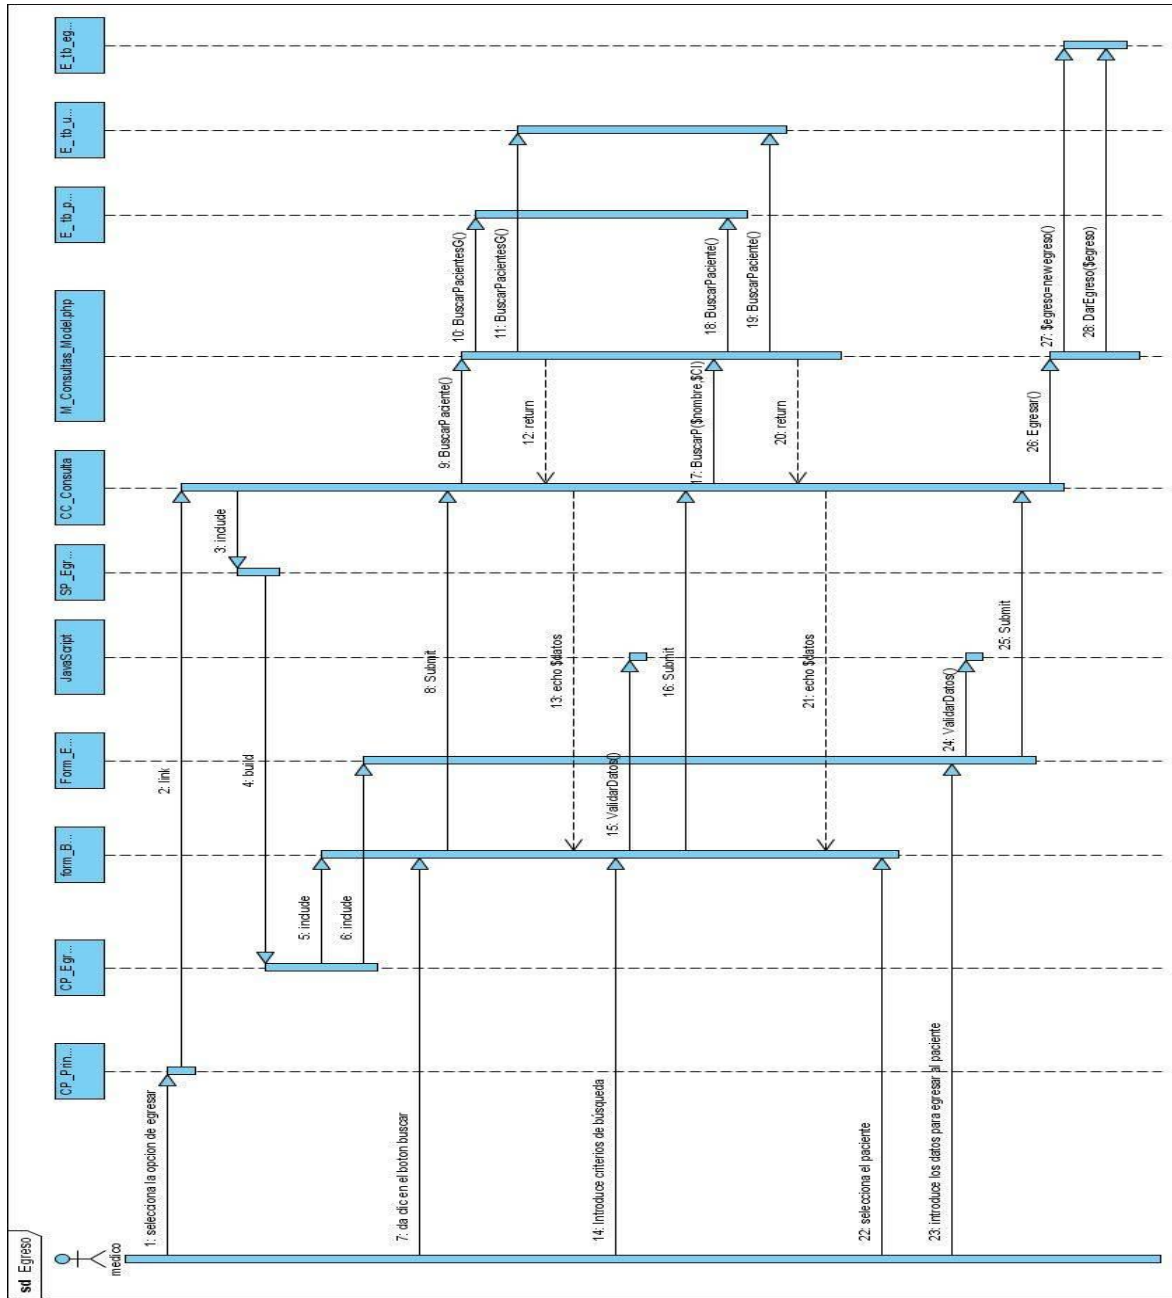 sd Egreso
medico
CP_Prin...
CP_Egr...
form_B...
Form_E...
JavaScript
SP_Egr...
CC_Consulta
M_Consultas_Model.php
E_tb_p...
E_tb_u...
E_tb_eg...
1: selecciona la opcion de egresar
2: link
3: include
4: build
5: include
6: include
7: da clic en el boton buscar
8: Submit
9: BuscarPaciente()
10: BuscarPacientesG()
11: BuscarPacientesG()
12: return
13: echo $datos
14: Introduce criterios de búsqueda
15: ValidarDatos()
16: Submit
17: BuscarP($nombre,$CI)
18: BuscarPaciente()
19: BuscarPaciente()
20: return
21: echo $datos
22: selecciona el paciente
23: introduce los datos para egresar al paciente
24: ValidarDatos()
25: Submit
26: Egresar()
27: $egreso=new egreso()
28: DarEgreso($egreso)